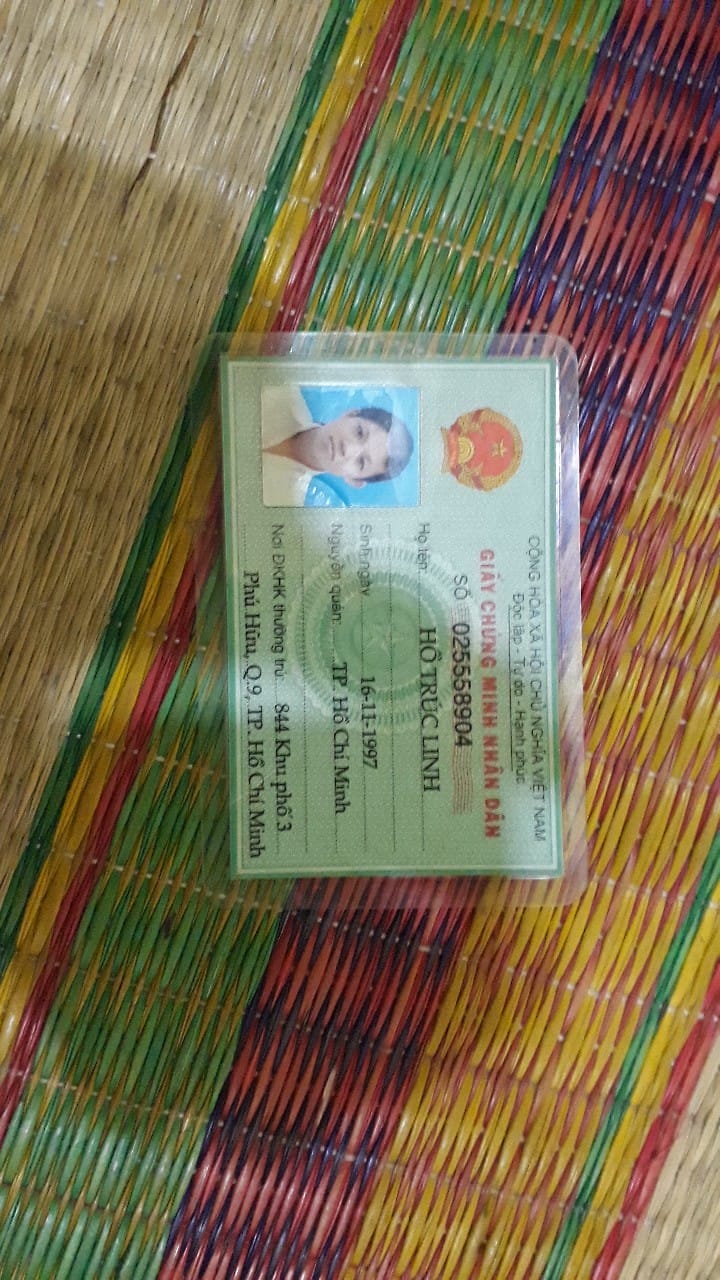 CỘNG HÒA XÃ HỘI CHỦ NGHĨA VIỆT NAM
Độc lập - Tự do - Hạnh phúc
GIẤY CHỨNG MINH NHÂN DÂN
SỐ 025558904
Họ tên: HỒ TRÚC LINH
Sinh ngày 16-11-1997
Nguyên quán: TP. Hồ Chí Minh
Nơi ĐKHK thường trú: 844 Khu phố 3
Phú Hữu, Q.9, TP. Hồ Chí Minh